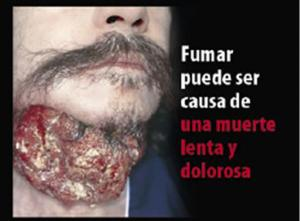 Fumar
puede ser
causa de
una muerte
lenta y
dolorosa